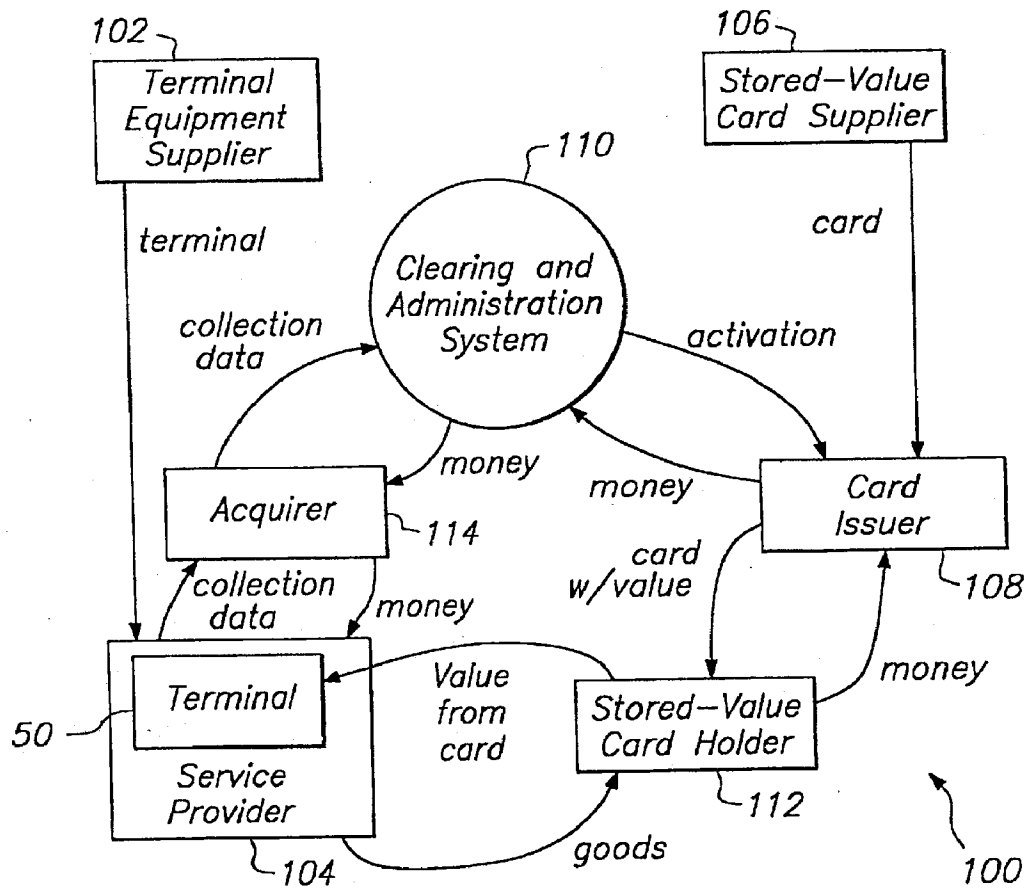 102
Terminal
Equipment
Supplier
106
Stored-Value
Card Supplier
110
terminal
card
Clearing and
Administration
System
collection
data
activation
money
money
Acquirer
114
Card
Issuer
108
collection
data
money
card
w/value
money
Terminal
50
Service
Provider
104
Value
from
card
Stored-Value
Card Holder
112
goods
100